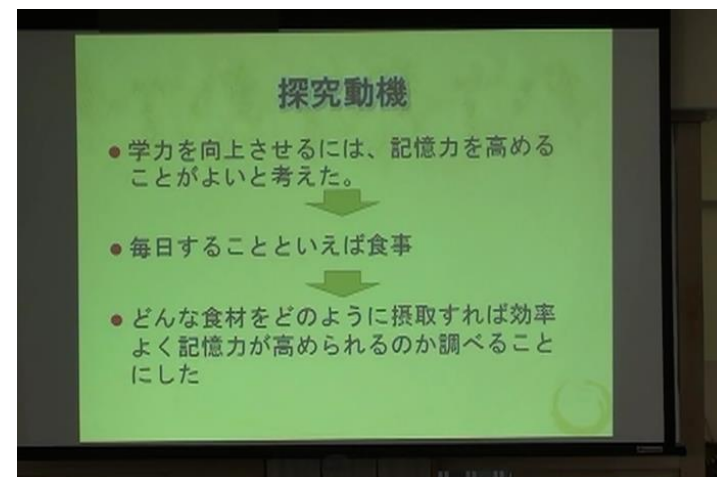 探究動機
●学力を向上させるには、記憶力を高める
ことがよいと考えた。
●毎日することといえば食事
●どんな食材をどのように摂取すれば効率
よく記憶力が高められるのか調べること
にした